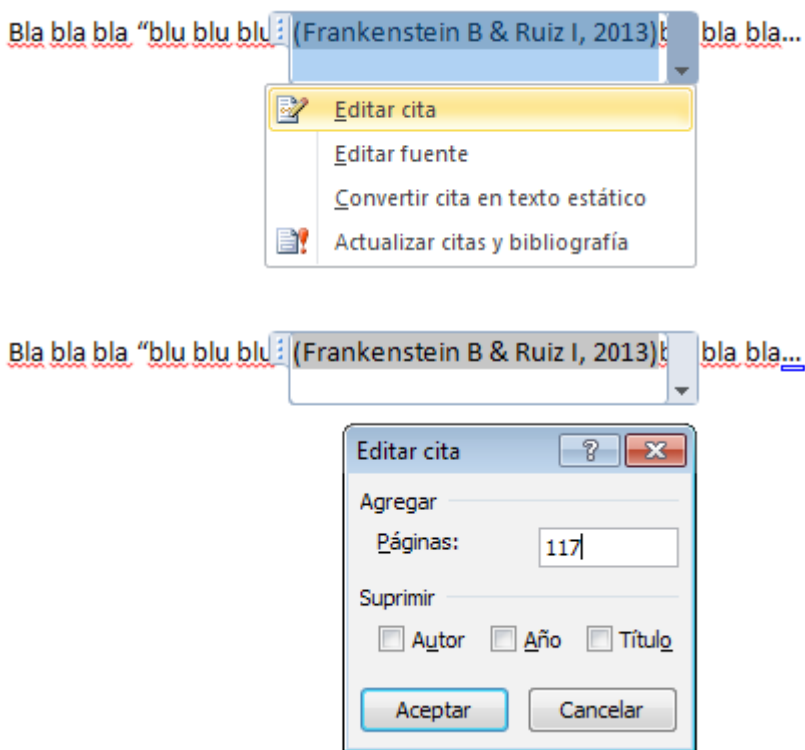 Bla bla bla “blu blu blu (Frankenstein B & Ruiz I, 2013)b bla bla...
Editar cita
Editar fuente
Convertir cita en texto estático
Actualizar citas y bibliografía
Bla bla bla “blu blu blu (Frankenstein B & Ruiz I, 2013)b bla bla...
Editar cita
Agregar
Páginas: 117
Suprimir
Autor Año Título
Aceptar Cancelar